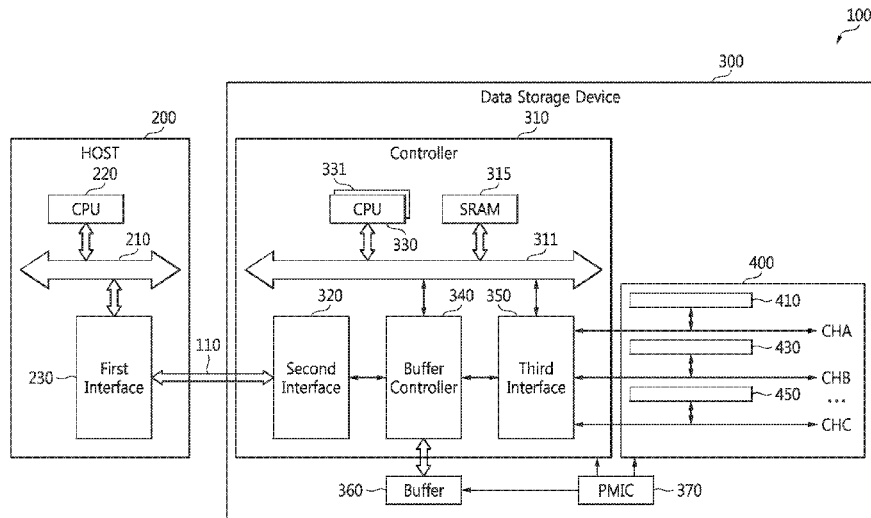 100
300
Data Storage Device
200
HOST
310
Controller
220
CPU
331
CPU
330
315
SRAM
210
311
400
320
340
350
410
CHA
430
CHB
450
...
CHC
230
First
Interface
110
Second
Interface
Buffer
Controller
Third
Interface
360
Buffer
PMIC
370